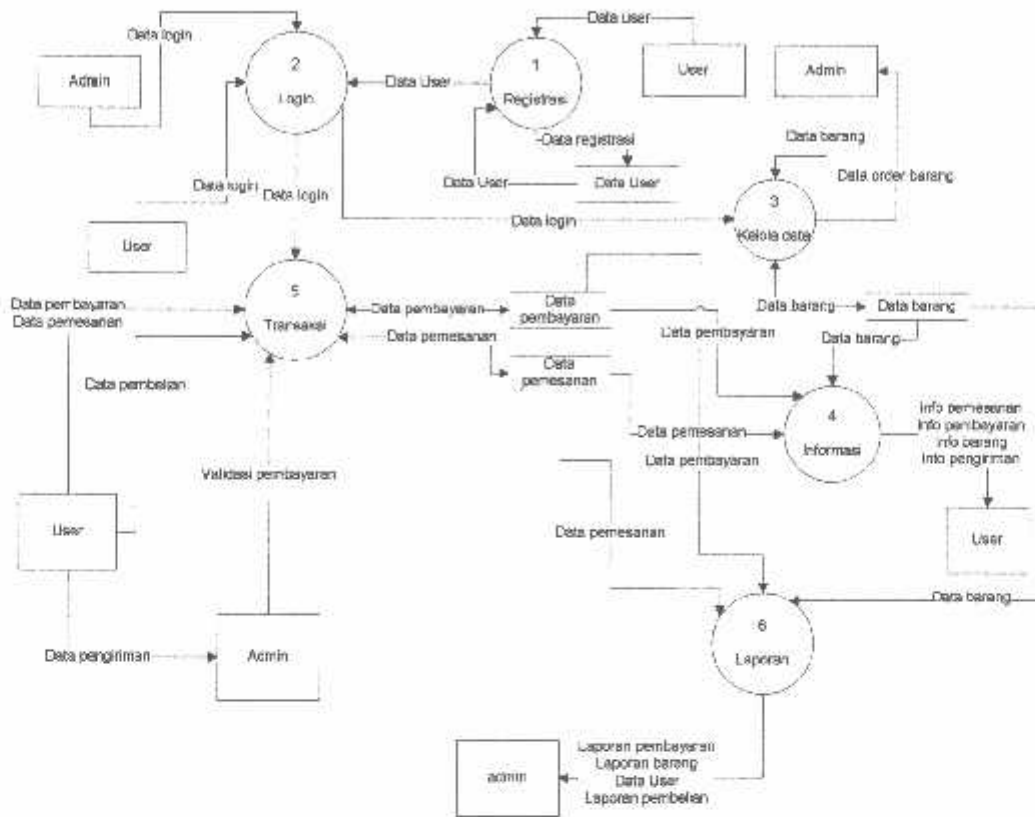 Data login
Data user
2
Login
1
Registrasi
Admin
User
Admin
Data User
Data registrasi
Data barang
Data login
Data login
Data User
Data User
Data order barang
3
Kelola data
Data login
User
5
Transaksi
Data pembayaran
Data pemesanan
Data pembayaran
Data
pembayaran
Data barang
Data barang
Data pemesanan
Data pembayaran
Data barang
Data
pemesanan
Data pembelian
4
Informasi
Info pemesanan
Info pembayaran
Info barang
Info pengiriman
Data pemesanan
Data pembayaran
Validasi pembayaran
User
Data pemesanan
User
Data barang
6
Laporan
Data pengiriman
Admin
admin
Laporan pembayaran
Laporan barang
Data User
Laporan pembelian